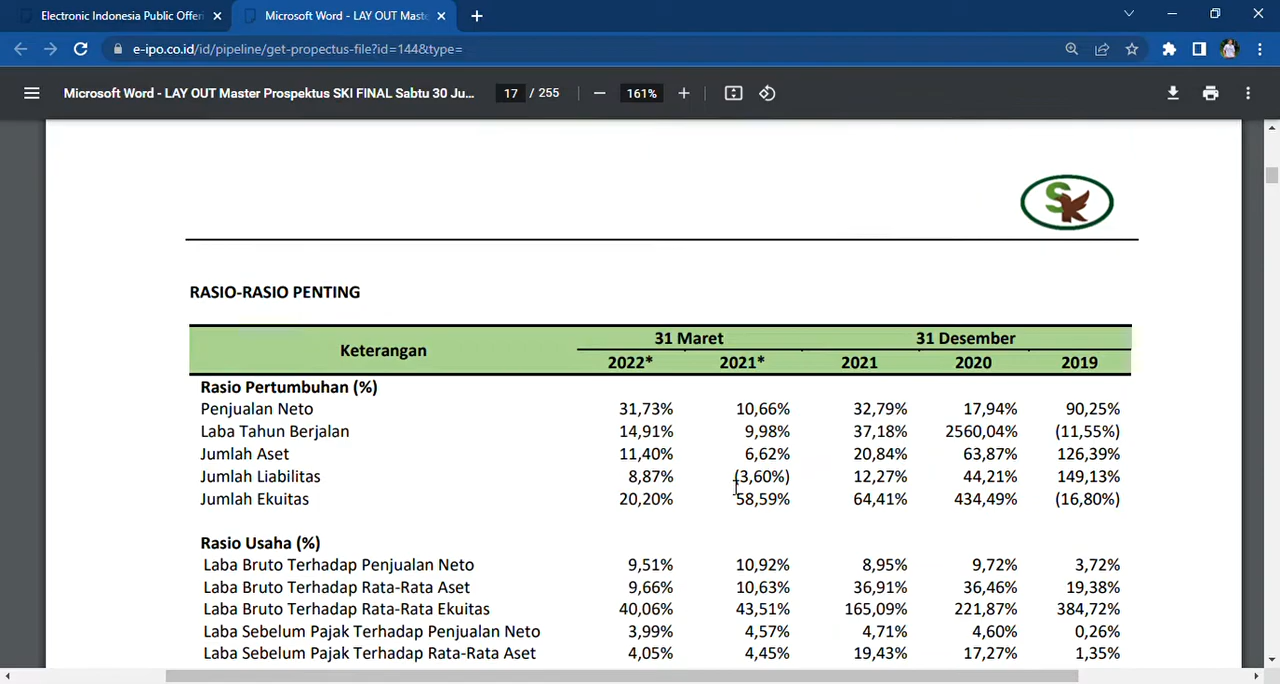 Electronic Indonesia Public Offeri
Microsoft Word - LAY OUT Maste
e-ipo.co.id/id/pipeline/get-propectus-file?id=144&type=
Microsoft Word - LAY OUT Master Prospektus SKI FINAL Sabtu 30 Ju... 17 / 255 161%
SK
RASIO-RASIO PENTING
Keterangan 31 Maret 31 Desember
2022* 2021* 2021 2020 2019
Rasio Pertumbuhan (%)
Penjualan Neto 31,73% 10,66% 32,79% 17,94% 90,25%
Laba Tahun Berjalan 14,91% 9,98% 37,18% 2560,04% (11,55%)
Jumlah Aset 11,40% 6,62% 20,84% 63,87% 126,39%
Jumlah Liabilitas 8,87% (3,60%) 12,27% 44,21% 149,13%
Jumlah Ekuitas 20,20% 58,59% 64,41% 434,49% (16,80%)
Rasio Usaha (%)
Laba Bruto Terhadap Penjualan Neto 9,51% 10,92% 8,95% 9,72% 3,72%
Laba Bruto Terhadap Rata-Rata Aset 9,66% 10,63% 36,91% 36,46% 19,38%
Laba Bruto Terhadap Rata-Rata Ekuitas 40,06% 43,51% 165,09% 221,87% 384,72%
Laba Sebelum Pajak Terhadap Penjualan Neto 3,99% 4,57% 4,71% 4,60% 0,26%
Laba Sebelum Pajak Terhadap Rata-Rata Aset 4,05% 4,45% 19,43% 17,27% 1,35%